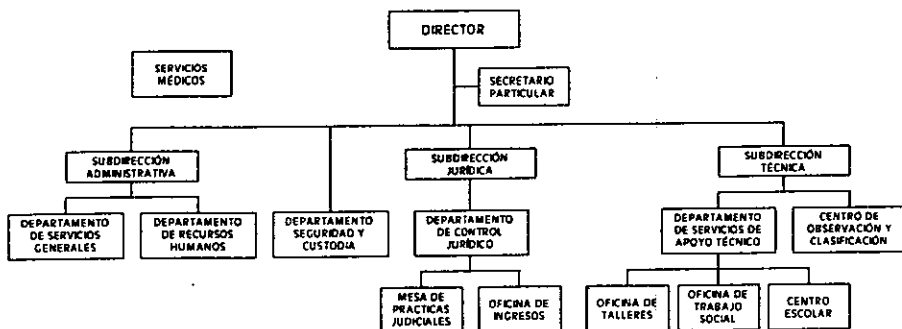 DIRECTOR
SERVICIOS
MÉDICOS
SECRETARIO
PARTICULAR
SUBDIRECCIÓN
ADMINISTRATIVA
SUBDIRECCIÓN
JURÍDICA
SUBDIRECCIÓN
TÉCNICA
DEPARTAMENTO
DE SERVICIOS
GENERALES
DEPARTAMENTO
DE RECURSOS
HUMANOS
DEPARTAMENTO
SEGURIDAD Y
CUSTODIA
DEPARTAMENTO
DE CONTROL
JURÍDICO
DEPARTAMENTO
DE SERVICIOS DE
APOYO TÉCNICO
CENTRO DE
OBSERVACIÓN Y
CLASIFICACIÓN
MESA DE
PRACTICAS
JUDICIALES
OFICINA DE
INGRESOS
OFICINA DE
TALLERES
OFICINA DE
TRABAJO
SOCIAL
CENTRO
ESCOLAR